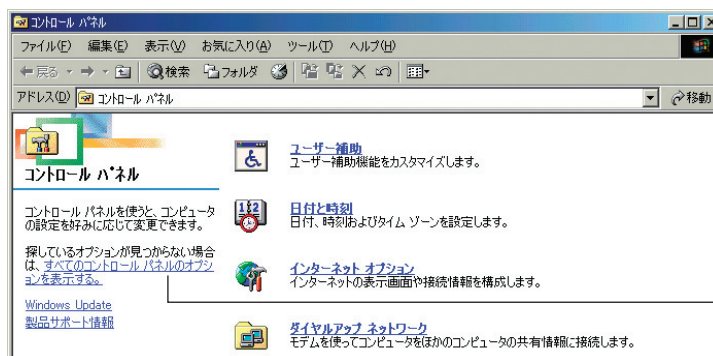 コントロール パネル
ファイル(F) 編集(E) 表示(V) お気に入り(A) ツール(T) ヘルプ(H)
戻る 検索 フォルダ
アドレス(D) コントロール パネル 移動
コントロール パネル
コントロール パネルを使うと、コンピュータ
の設定を好みに応じて変更できます。
探しているオプションが見つからない場合
は、すべてのコントロール パネルのオプシ
ョンを表示する。
Windows Update
製品サポート情報
ユーザー補助
ユーザー補助機能をカスタマイズします。
日付と時刻
日付、時刻およびタイム ゾーンを設定します。
インターネット オプション
インターネットの表示画面や接続情報を構成します。
ダイヤルアップ ネットワーク
モデムを使ってコンピュータをほかのコンピュータの共有情報に接続します。